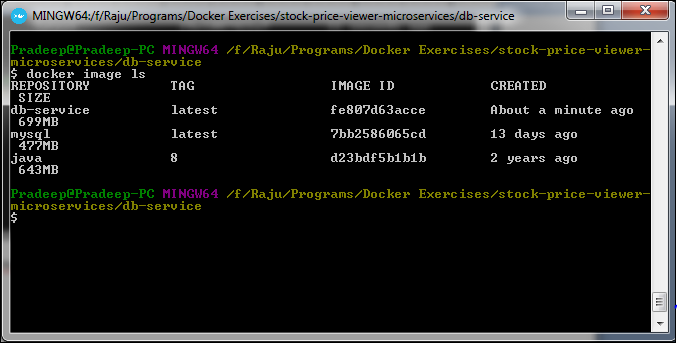 MINGW64:/f/Raju/Programs/Docker Exercises/stock-price-viewer-microservices/db-service
Pradeep@Pradeep-PC MINGW64 /f/Raju/Programs/Docker Exercises/stock-price-viewer-
microservices/db-service
$ docker image ls
REPOSITORY TAG IMAGE ID CREATED
SIZE
db-service latest fe807d63acce About a minute ago
699MB
mysql latest 7bb2586065cd 13 days ago
477MB
java 8 d23bdf5b1b1b 2 years ago
643MB
Pradeep@Pradeep-PC MINGW64 /f/Raju/Programs/Docker Exercises/stock-price-viewer-
microservices/db-service
$